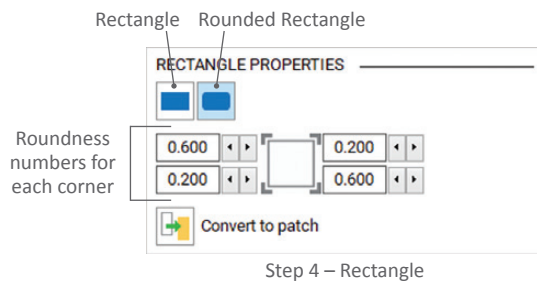 Rectangle Rounded Rectangle
RECTANGLE PROPERTIES
Roundness
numbers for
each corner
0.600 0.200
0.200 0.600
Convert to patch
Step 4 – Rectangle